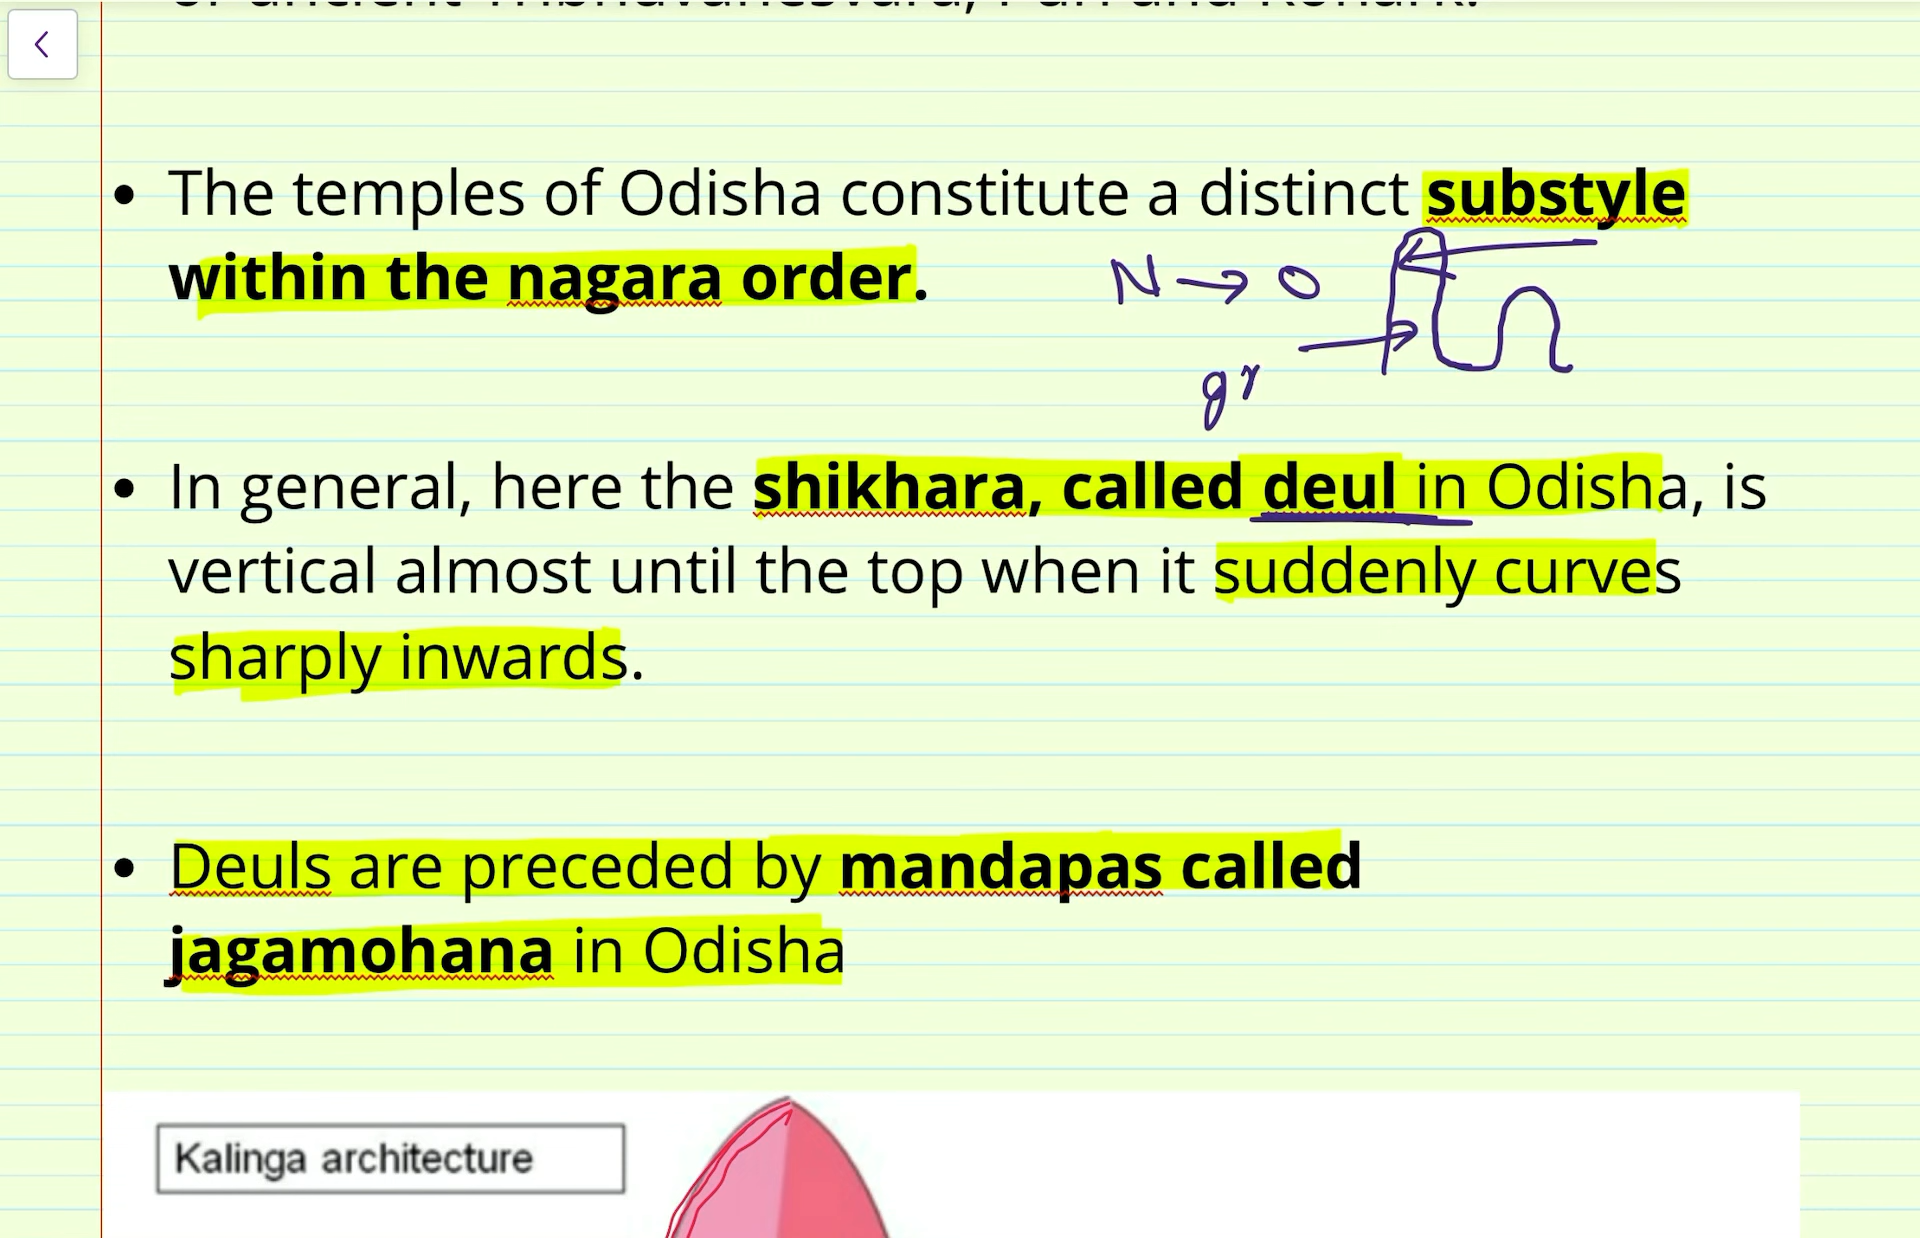 • The temples of Odisha constitute a distinct substyle
within the nagara order.
N → O
gr
• In general, here the shikhara, called deul in Odisha, is
vertical almost until the top when it suddenly curves
sharply inwards.
• Deuls are preceded by mandapas called
jagamohana in Odisha
Kalinga architecture